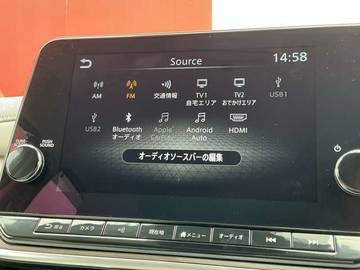 Source
14:58
AM
FM
交通情報
TV1
自宅エリア
TV2
おでかけエリア
USB1
USB2
Bluetooth
オーディオ
Apple
CarPlay
Android
Auto
HDMI
オーディオソースバーの編集
PUSH
SOUND
戻る
カメラ
現在地
メニュー
オーディオ